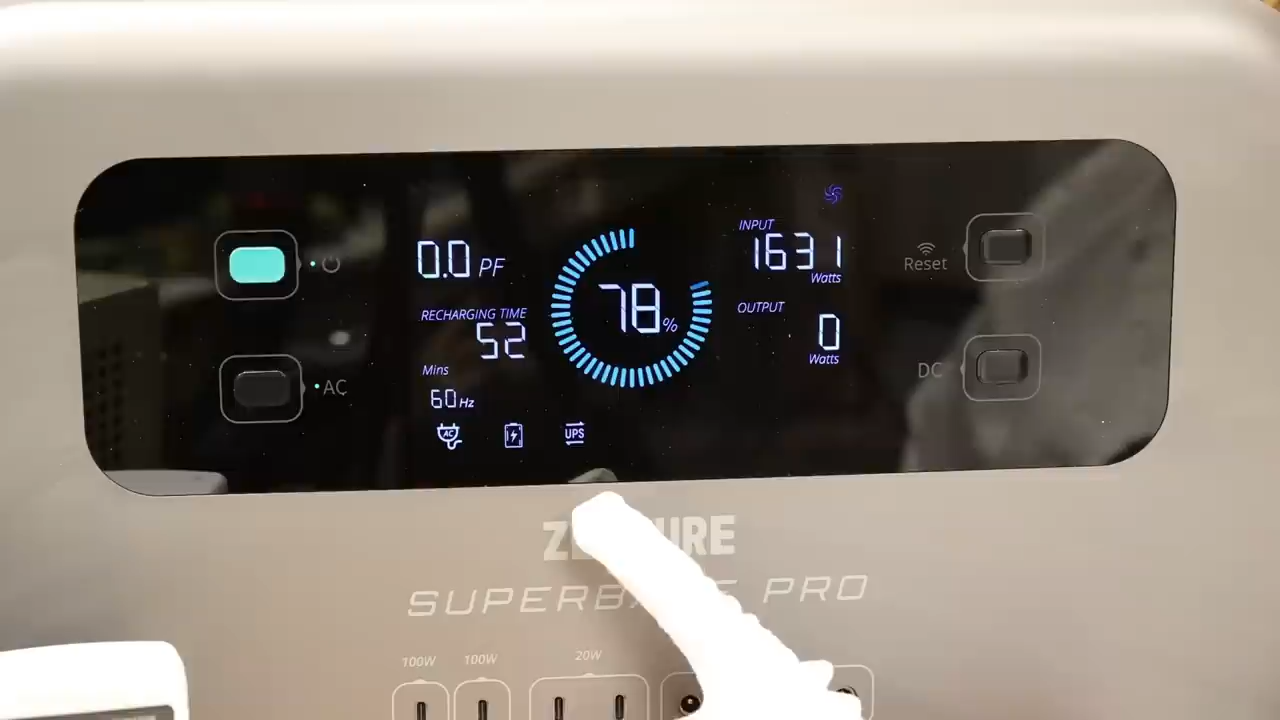 0.0 PF
RECHARGING TIME
52
Mins
60Hz
AC
UPS
78%
INPUT
1631
Watts
OUTPUT
0
Watts
AC
Reset
DC
SUPERB PRO
100W 100W 20W